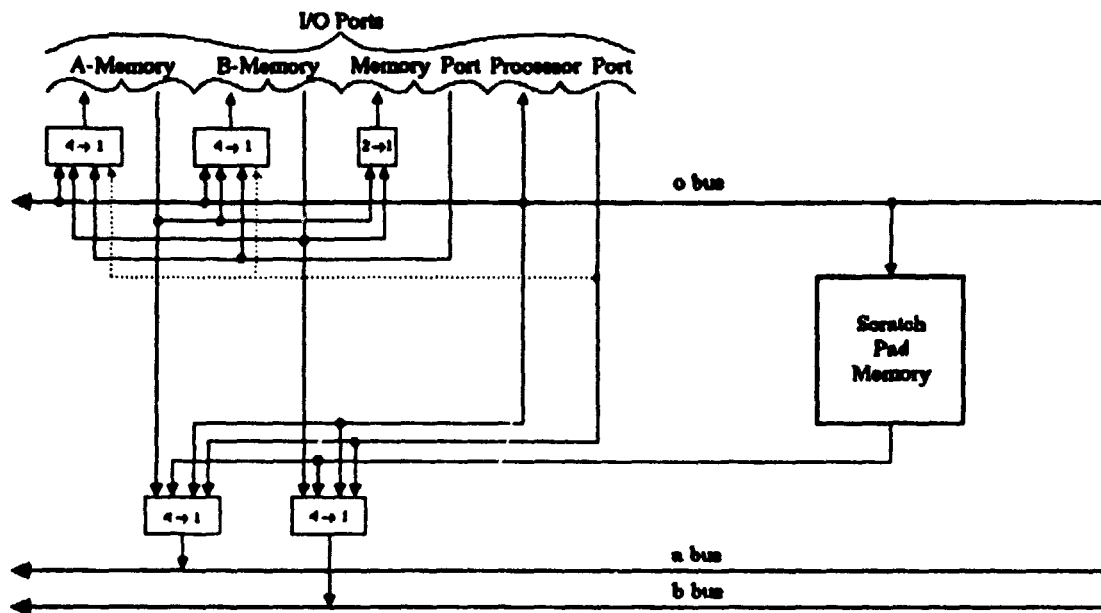 I/O Ports
A-Memory B-Memory Memory Port Processor Port
4→1 4→1 2→1
o bus
Scratch
Pad
Memory
4→1 4→1
a bus
b bus